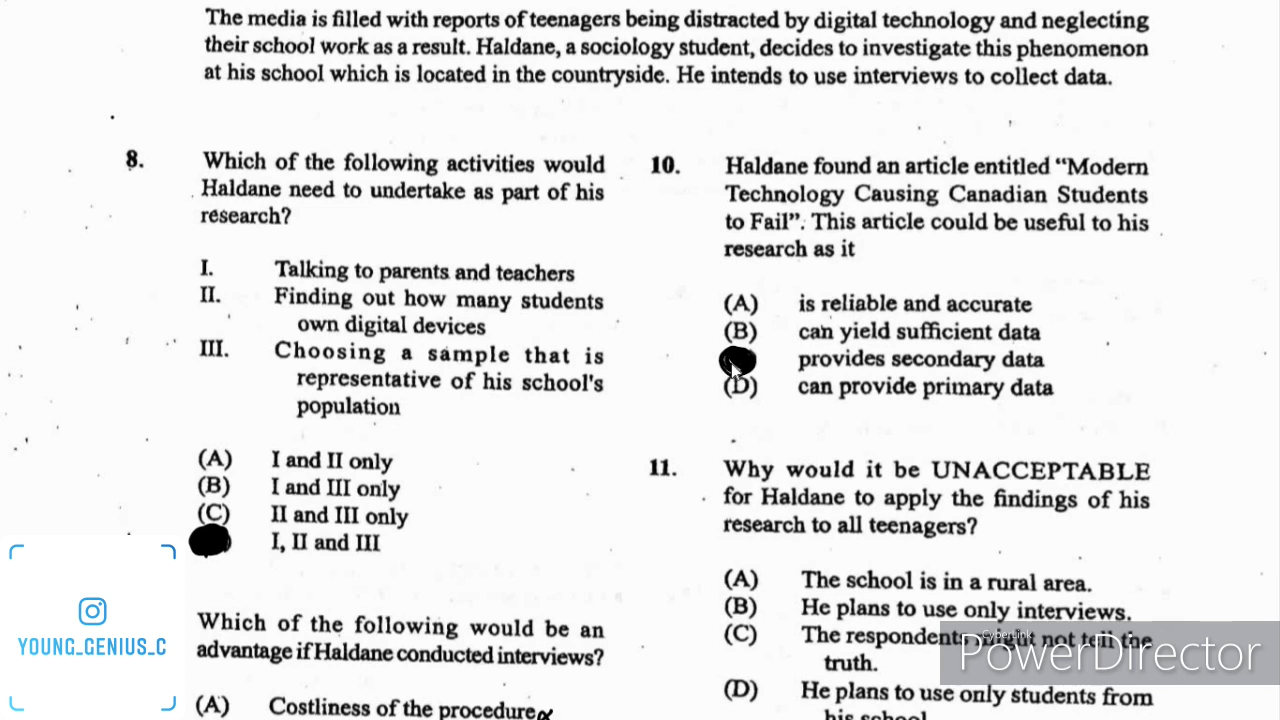 The media is filled with reports of teenagers being distracted by digital technology and neglecting
their school work as a result. Haldane, a sociology student, decides to investigate this phenomenon
at his school which is located in the countryside. He intends to use interviews to collect data.
8.
Which of the following activities would
Haldane need to undertake as part of his
research?
I. Talking to parents and teachers
II. Finding out how many students
own digital devices
III. Choosing a sample that is
representative of his school's
population
(A) I and II only
(B) I and III only
(C) II and III only
I, II and III
Which of the following would be an
advantage if Haldane conducted interviews?
(A) Costliness of the procedure
10.
Haldane found an article entitled “Modern
Technology Causing Canadian Students
to Fail”. This article could be useful to his
research as it
(A) is reliable and accurate
(B) can yield sufficient data
provides secondary data
(D) can provide primary data
11.
Why would it be UNACCEPTABLE
for Haldane to apply the findings of his
research to all teenagers?
(A) The school is in a rural area.
(B) He plans to use only interviews.
(C) The respondents might not tell the
truth.
(D) He plans to use only students from
his school
YOUNG_GENIUS_C
CyberLink
PowerDirector